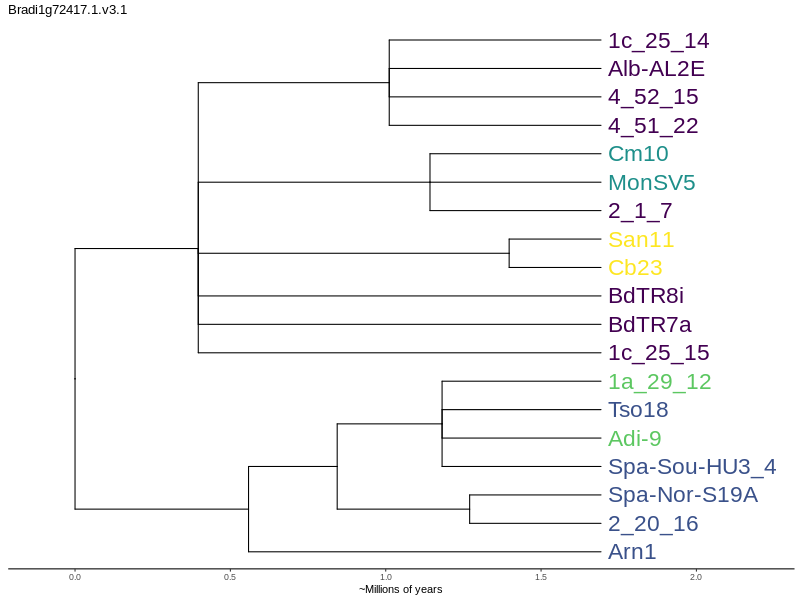 Bradi1g72417.1.v3.1
1c_25_14
Alb-AL2E
4_52_15
4_51_22
Cm10
MonSV5
2_1_7
San11
Cb23
BdTR8i
BdTR7a
1c_25_15
1a_29_12
Tso18
Adi-9
Spa-Sou-HU3_4
Spa-Nor-S19A
2_20_16
Arn1
0.0 0.5 1.0 1.5 2.0
~Millions of years